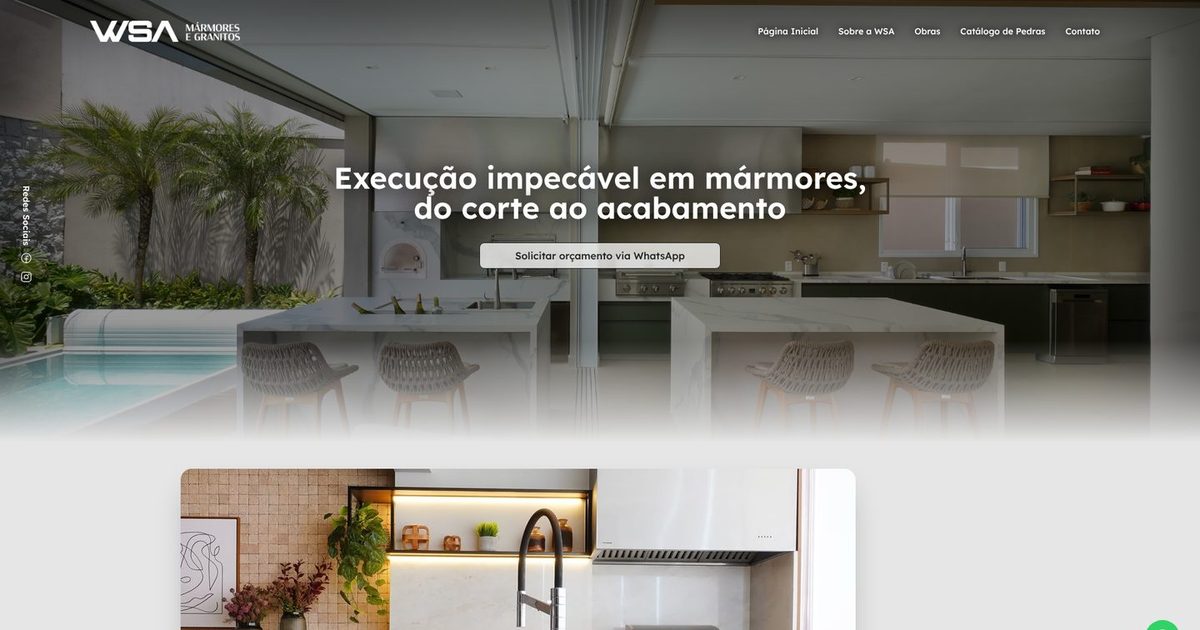 WSA MÁRMORES
E GRANITOS
Página Inicial Sobre a WSA Obras Catálogo de Pedras Contato
Redes Sociais
Execução impecável em mármores,
do corte ao acabamento
Solicitar orçamento via WhatsApp